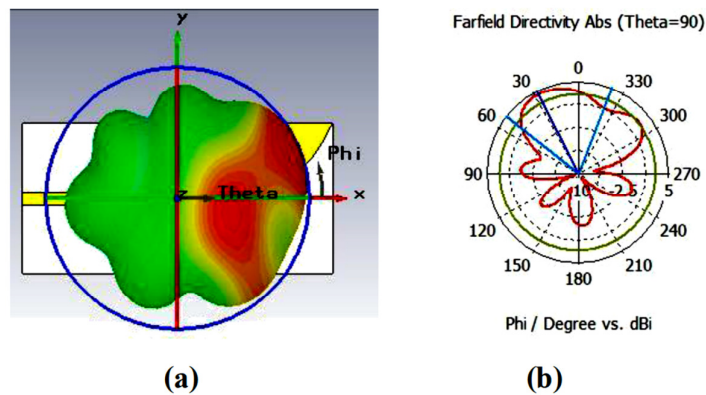 y
Phi
z
Theta
x
Farfield Directivity Abs (Theta=90)
0
30
330
60
300
90
10
2.5
5
270
120
240
150
210
180
Phi / Degree vs. dBi
(a)
(b)